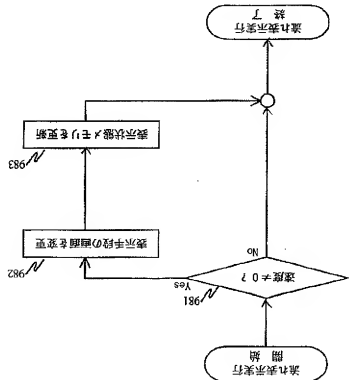 流れ表示実行
開 始
速度≠0?
981
Yes
No
表示手段の画面を変更
982
表示状態メモリを更新
983
流れ表示実行
終 了